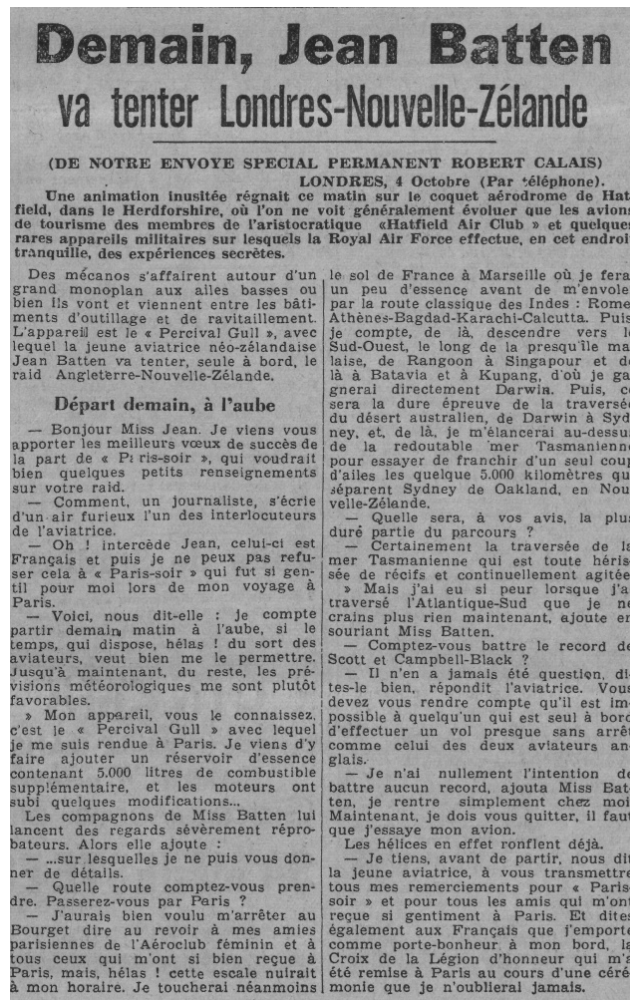 Demain, Jean Batten
va tenter Londres-Nouvelle-Zélande
(DE NOTRE ENVOYE SPECIAL PERMANENT ROBERT CALAIS)
LONDRES, 4 Octobre (Par téléphone).
Une animation inusitée régnait ce matin sur le coquet aérodrome de Hat
field, dans le Herdforshire, où l'on ne voit généralement évoluer que les avions
de tourisme des membres de l'aristocratique «Hatfield Air Club » et quelques
rares appareils militaires sur lesquels la Royal Air Force effectue, en cet endroi
tranquille, des expériences secrètes.
Des mécanos s'affairent autour d'un
grand monoplan aux ailes basses ou
bien ils vont et viennent entre les bâti-
ments d'outillage et de ravitaillement.
L'appareil est le « Percival Gull », avec
lequel la jeune aviatrice néo-zélandaise
Jean Batten va tenter, seule à bord, le
raid Angleterre-Nouvelle-Zélande.
Départ demain, à l'aube
— Bonjour Miss Jean. Je viens vous
apporter les meilleurs vœux de succès de
la part de « Paris-soir », qui voudrait
bien quelques petits renseignements
sur votre raid.
— Comment, un journaliste, s'écrie
d'un air furieux l'un des interlocuteurs
de l'aviatrice.
— Oh ! intercède Jean, celui-ci est
Français et puis je ne peux pas refu-
ser cela à « Paris-soir » qui fut si gen-
til pour moi lors de mon voyage à
Paris.
— Voici, nous dit-elle : je compte
partir demain matin à l'aube, si le
temps, qui dispose, hélas ! du sort des
aviateurs, veut bien me le permettre.
Jusqu'à maintenant, du reste, les pré-
visions météorologiques me sont plutôt
favorables.
» Mon appareil, vous le connaissez,
c'est le « Percival Gull » avec lequel
je me suis rendue à Paris. Je viens d'y
faire ajouter un réservoir d'essence
contenant 5.000 litres de combustible
supplémentaire, et les moteurs ont
subi quelques modifications...
Les compagnons de Miss Batten lui
lancent des regards sévèrement répro-
bateurs. Alors elle ajoute :
— ...sur lesquelles je ne puis vous don-
ner de détails.
— Quelle route comptez-vous pren-
dre. Passerez-vous par Paris ?
— J'aurais bien voulu m'arrêter au
Bourget dire au revoir à mes amies
parisiennes de l'Aéroclub féminin et à
tous ceux qui m'ont si bien reçue à
Paris, mais, hélas ! cette escale nuirait
à mon horaire. Je toucherai néanmoins
le sol de France à Marseille où je fera
un peu d'essence avant de m'envole
par la route classique des Indes : Rome
Athènes-Bagdad-Karachi-Calcutta. Puis
je compte, de là, descendre vers le
Sud-Ouest, le long de la presqu'île ma
laise, de Rangoon à Singapour et de
là à Batavia et à Kupang, d'où je ga
gnerai directement Darwin. Puis, ce
sera la dure épreuve de la traversée
du désert australien, de Darwin à Syd
ney, et, de là, je m'élancerai au-dessu
de la redoutable mer Tasmanienne
pour essayer de franchir d'un seul coup
d'ailes les quelque 5.000 kilomètres qu
séparent Sydney de Oakland, en Nou
velle-Zélande.
— Quelle sera, à vos avis, la plu
duré partie du parcours ?
— Certainement la traversée de la
mer Tasmanienne qui est toute héris
sée de récifs et continuellement agitée
» Mais j'ai eu si peur lorsque j'a
traversé l'Atlantique-Sud que je ne
crains plus rien maintenant, ajoute en
souriant Miss Batten.
— Comptez-vous battre le record de
Scott et Campbell-Black ?
— Il n'en a jamais été question, di
tes-le bien, répondit l'aviatrice. Vous
devez vous rendre compte qu'il est im
possible à quelqu'un qui est seul à bord
d'effectuer un vol presque sans arrêt
comme celui des deux aviateurs an
glais.
— Je n'ai nullement l'intention de
battre aucun record, ajouta Miss Bat
ten, je rentre simplement chez moi
Maintenant, je dois vous quitter, il faut
que j'essaye mon avion.
Les hélices en effet ronflent déjà.
— Je tiens, avant de partir, nous dit
la jeune aviatrice, à vous transmettre
tous mes remerciements pour « Paris
soir » et pour tous les amis qui m'ont
reçue si gentiment à Paris. Et dites
également aux Français que j'emporte
comme porte-bonheur à mon bord, la
Croix de la Légion d'honneur qui m'a
été remise à Paris au cours d'une céré
monie que je n'oublierai jamais.